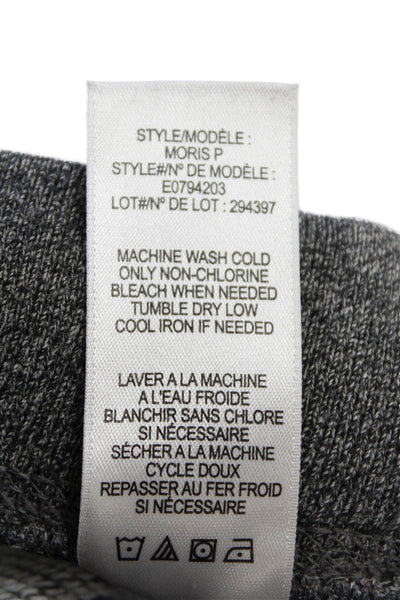 STYLE/MODÈLE :
MORIS P
STYLE#/Nº DE MODÈLE :
E0794203
LOT#/Nº DE LOT : 294397
MACHINE WASH COLD
ONLY NON-CHLORINE
BLEACH WHEN NEEDED
TUMBLE DRY LOW
COOL IRON IF NEEDED
LAVER A LA MACHINE
A L'EAU FROIDE
BLANCHIR SANS CHLORE
SI NÉCESSAIRE
SÉCHER A LA MACHINE
CYCLE DOUX
REPASSER AU FER FROID
SI NÉCESSAIRE